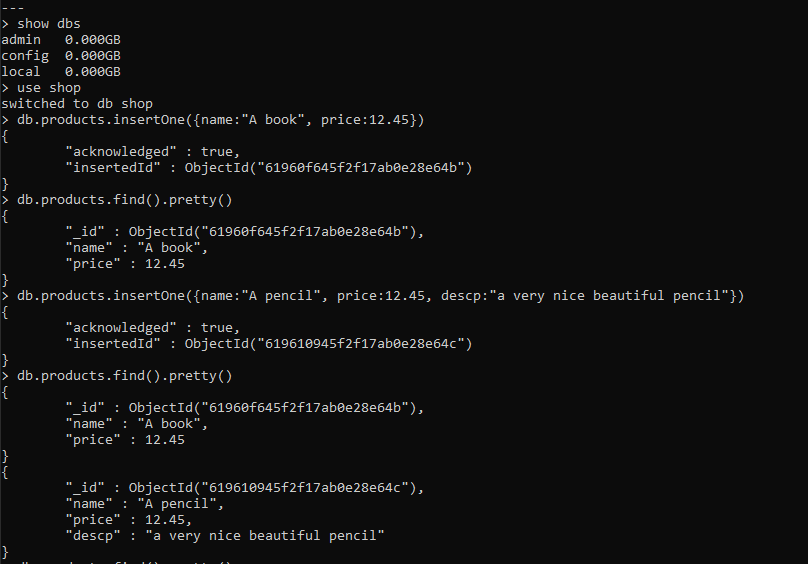 ---
> show dbs
admin   0.000GB
config  0.000GB
local   0.000GB
> use shop
switched to db shop
> db.products.insertOne({name:"A book", price:12.45})
{
        "acknowledged" : true,
        "insertedId" : ObjectId("61960f645f2f17ab0e28e64b")
}
> db.products.find().pretty()
{
        "_id" : ObjectId("61960f645f2f17ab0e28e64b"),
        "name" : "A book",
        "price" : 12.45
}
> db.products.insertOne({name:"A pencil", price:12.45, descp:"a very nice beautiful pencil"})
{
        "acknowledged" : true,
        "insertedId" : ObjectId("619610945f2f17ab0e28e64c")
}
> db.products.find().pretty()
{
        "_id" : ObjectId("61960f645f2f17ab0e28e64b"),
        "name" : "A book",
        "price" : 12.45
}
{
        "_id" : ObjectId("619610945f2f17ab0e28e64c"),
        "name" : "A pencil",
        "price" : 12.45,
        "descp" : "a very nice beautiful pencil"
}